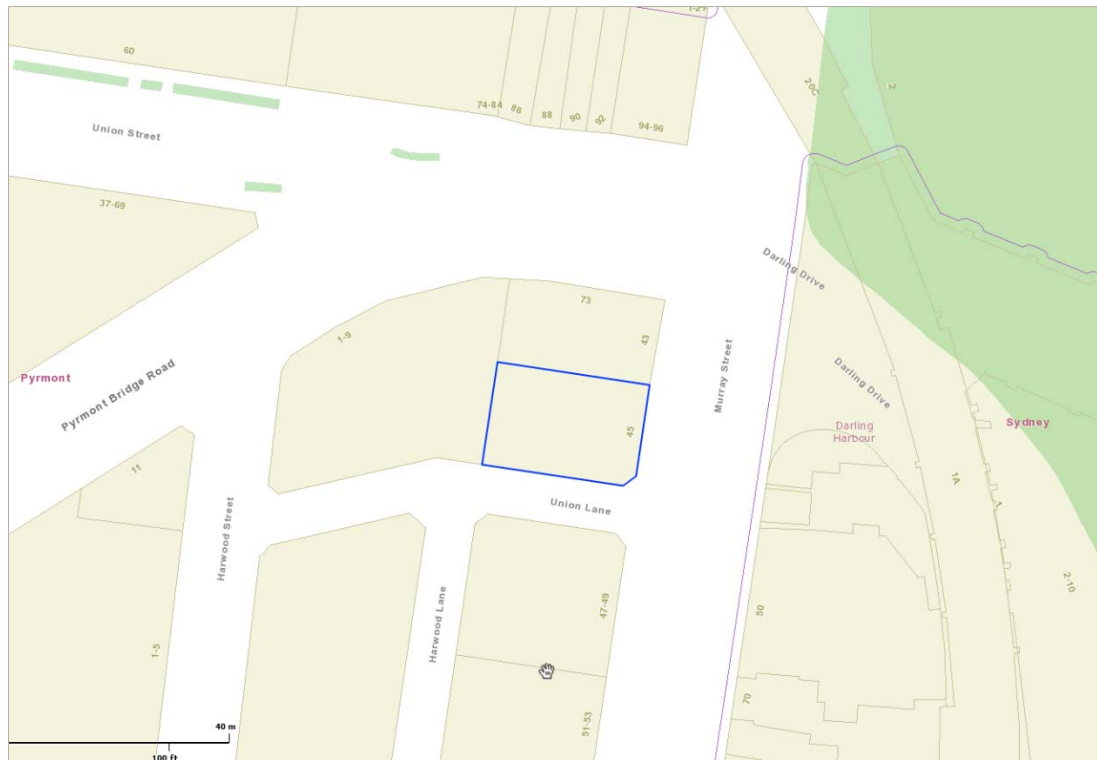 1-27
60
20C
2
74-84
86
88
90
92
94-96
Union Street
37-69
Darling Drive
73
1-9
43
Murray Street
Pyrmont
Pyrmont Bridge Road
Darling Drive
45
Darling
Harbour
Sydney
11
1A
1
Union Lane
Harwood Street
2-10
47-49
Harwood Lane
50
1-5
70
51-53
40 m
100 ft